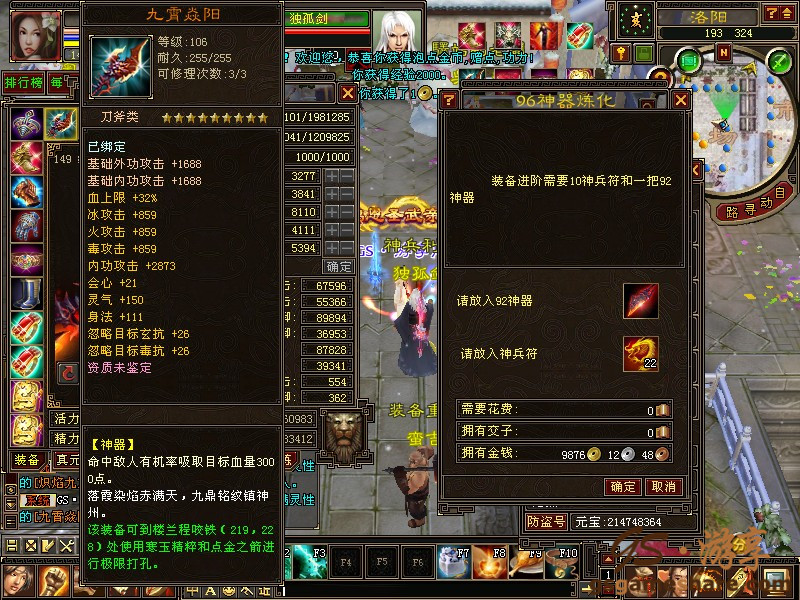 九霄焱阳
等级:106
耐久:255/255
可修理次数:3/3
刀斧类
已绑定
基础外功攻击 +1688
基础内功攻击 +1688
血上限 +32%
冰攻击 +859
火攻击 +859
毒攻击 +859
内功攻击 +2873
会心 +21
灵气 +150
身法 +111
忽略目标玄抗 +26
忽略目标毒抗 +26
资质未鉴定
【神器】
命中敌人有机率吸取目标血量300
0点。
落霞染焰赤满天,九鼎铭纹镇神
州。
该装备可到楼兰程咬铁(219,22
8)处使用寒玉精粹和点金之箭进
行极限打孔。
排行榜
独孤剑
欢迎您,恭喜你获得泡点金币,赠点,功力!
你获得经验2000。
你获得了1
101/1981285
041/1209825
1000/1000
3277
3841
8110
4111
5394
确定
67596
55366
89894
36953
87828
39341
554
362
60983
33412
149
活力
精力
装备
真元
96神器炼化
装备进阶需要10神兵符和一把92
神器
请放入92神器
请放入神兵符
22
需要花费: 0
拥有交子: 0
拥有金钱: 9876 12 48
确定
取消
防盗号
元宝:214748364
洛阳
193 324
自动寻路
F3
F4
F5
F6
F7
F8
F9
F10